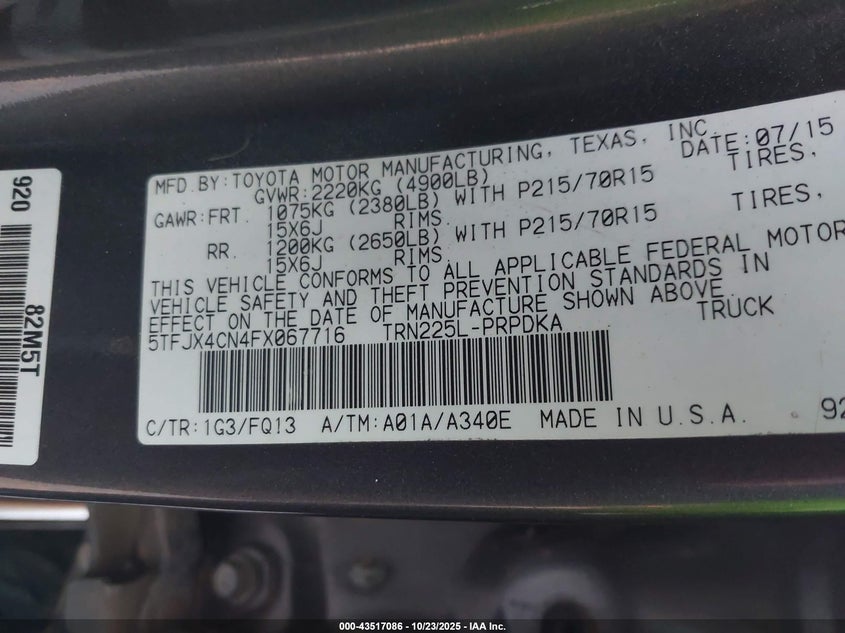 MFD.BY:TOYOTA MOTOR MANUFACTURING, TEXAS, INC. DATE:07/15
GVWR:2220KG (4900LB)
GAWR:FRT. 1075KG (2380LB) WITH P215/70R15 TIRES,
15X6J RIMS.
RR. 1200KG (2650LB) WITH P215/70R15 TIRES,
15X6J RIMS.
THIS VEHICLE CONFORMS TO ALL APPLICABLE FEDERAL MOTOR
VEHICLE SAFETY AND THEFT PREVENTION STANDARDS IN
EFFECT ON THE DATE OF MANUFACTURE SHOWN ABOVE.
5TFJX4CN4FX067716 TRN225L-PRPDKA TRUCK
C/TR:1G3/FQ13 A/TM:A01A/A340E MADE IN U.S.A. 92
920 82M5T
000-43517086 - 10/23/2025 - IAA Inc.